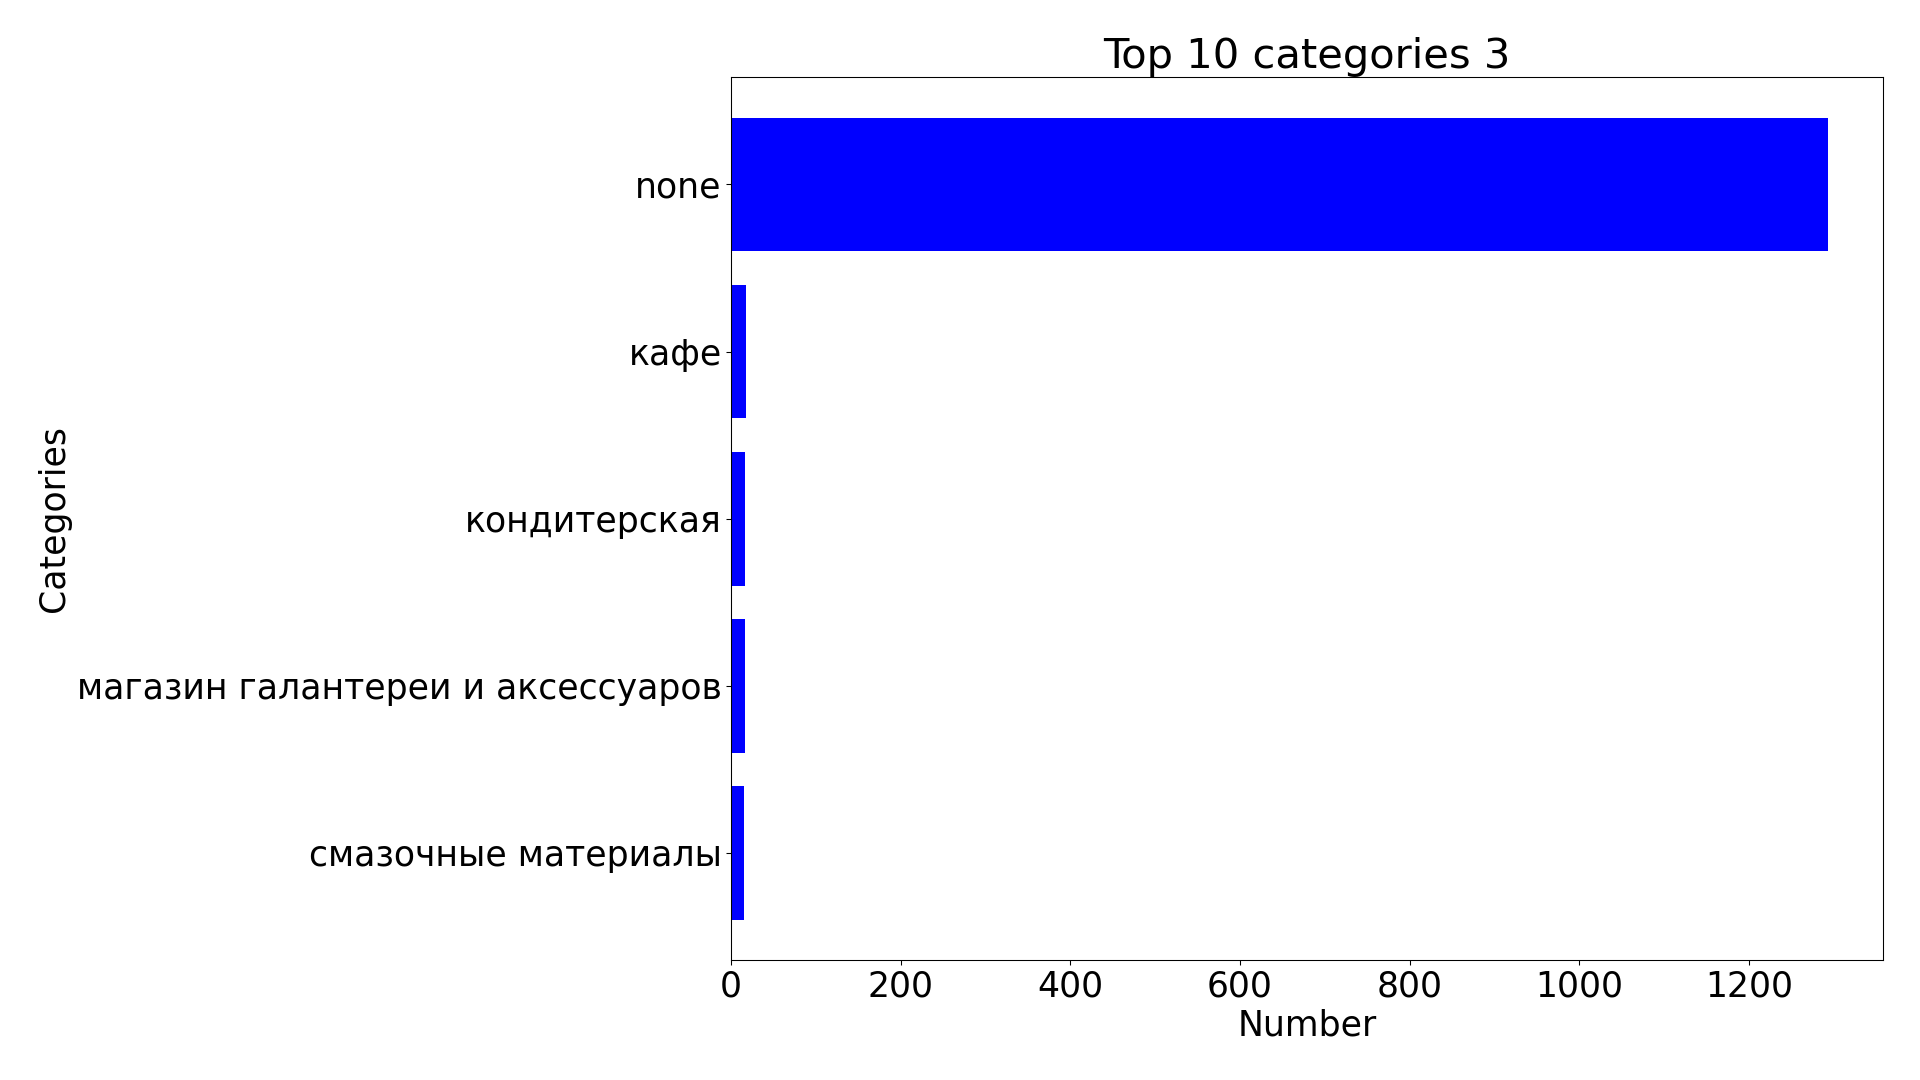 Top 10 categories 3
none
кафе
кондитерская
магазин галантереи и аксессуаров
смазочные материалы
Categories
0 200 400 600 800 1000 1200
Number